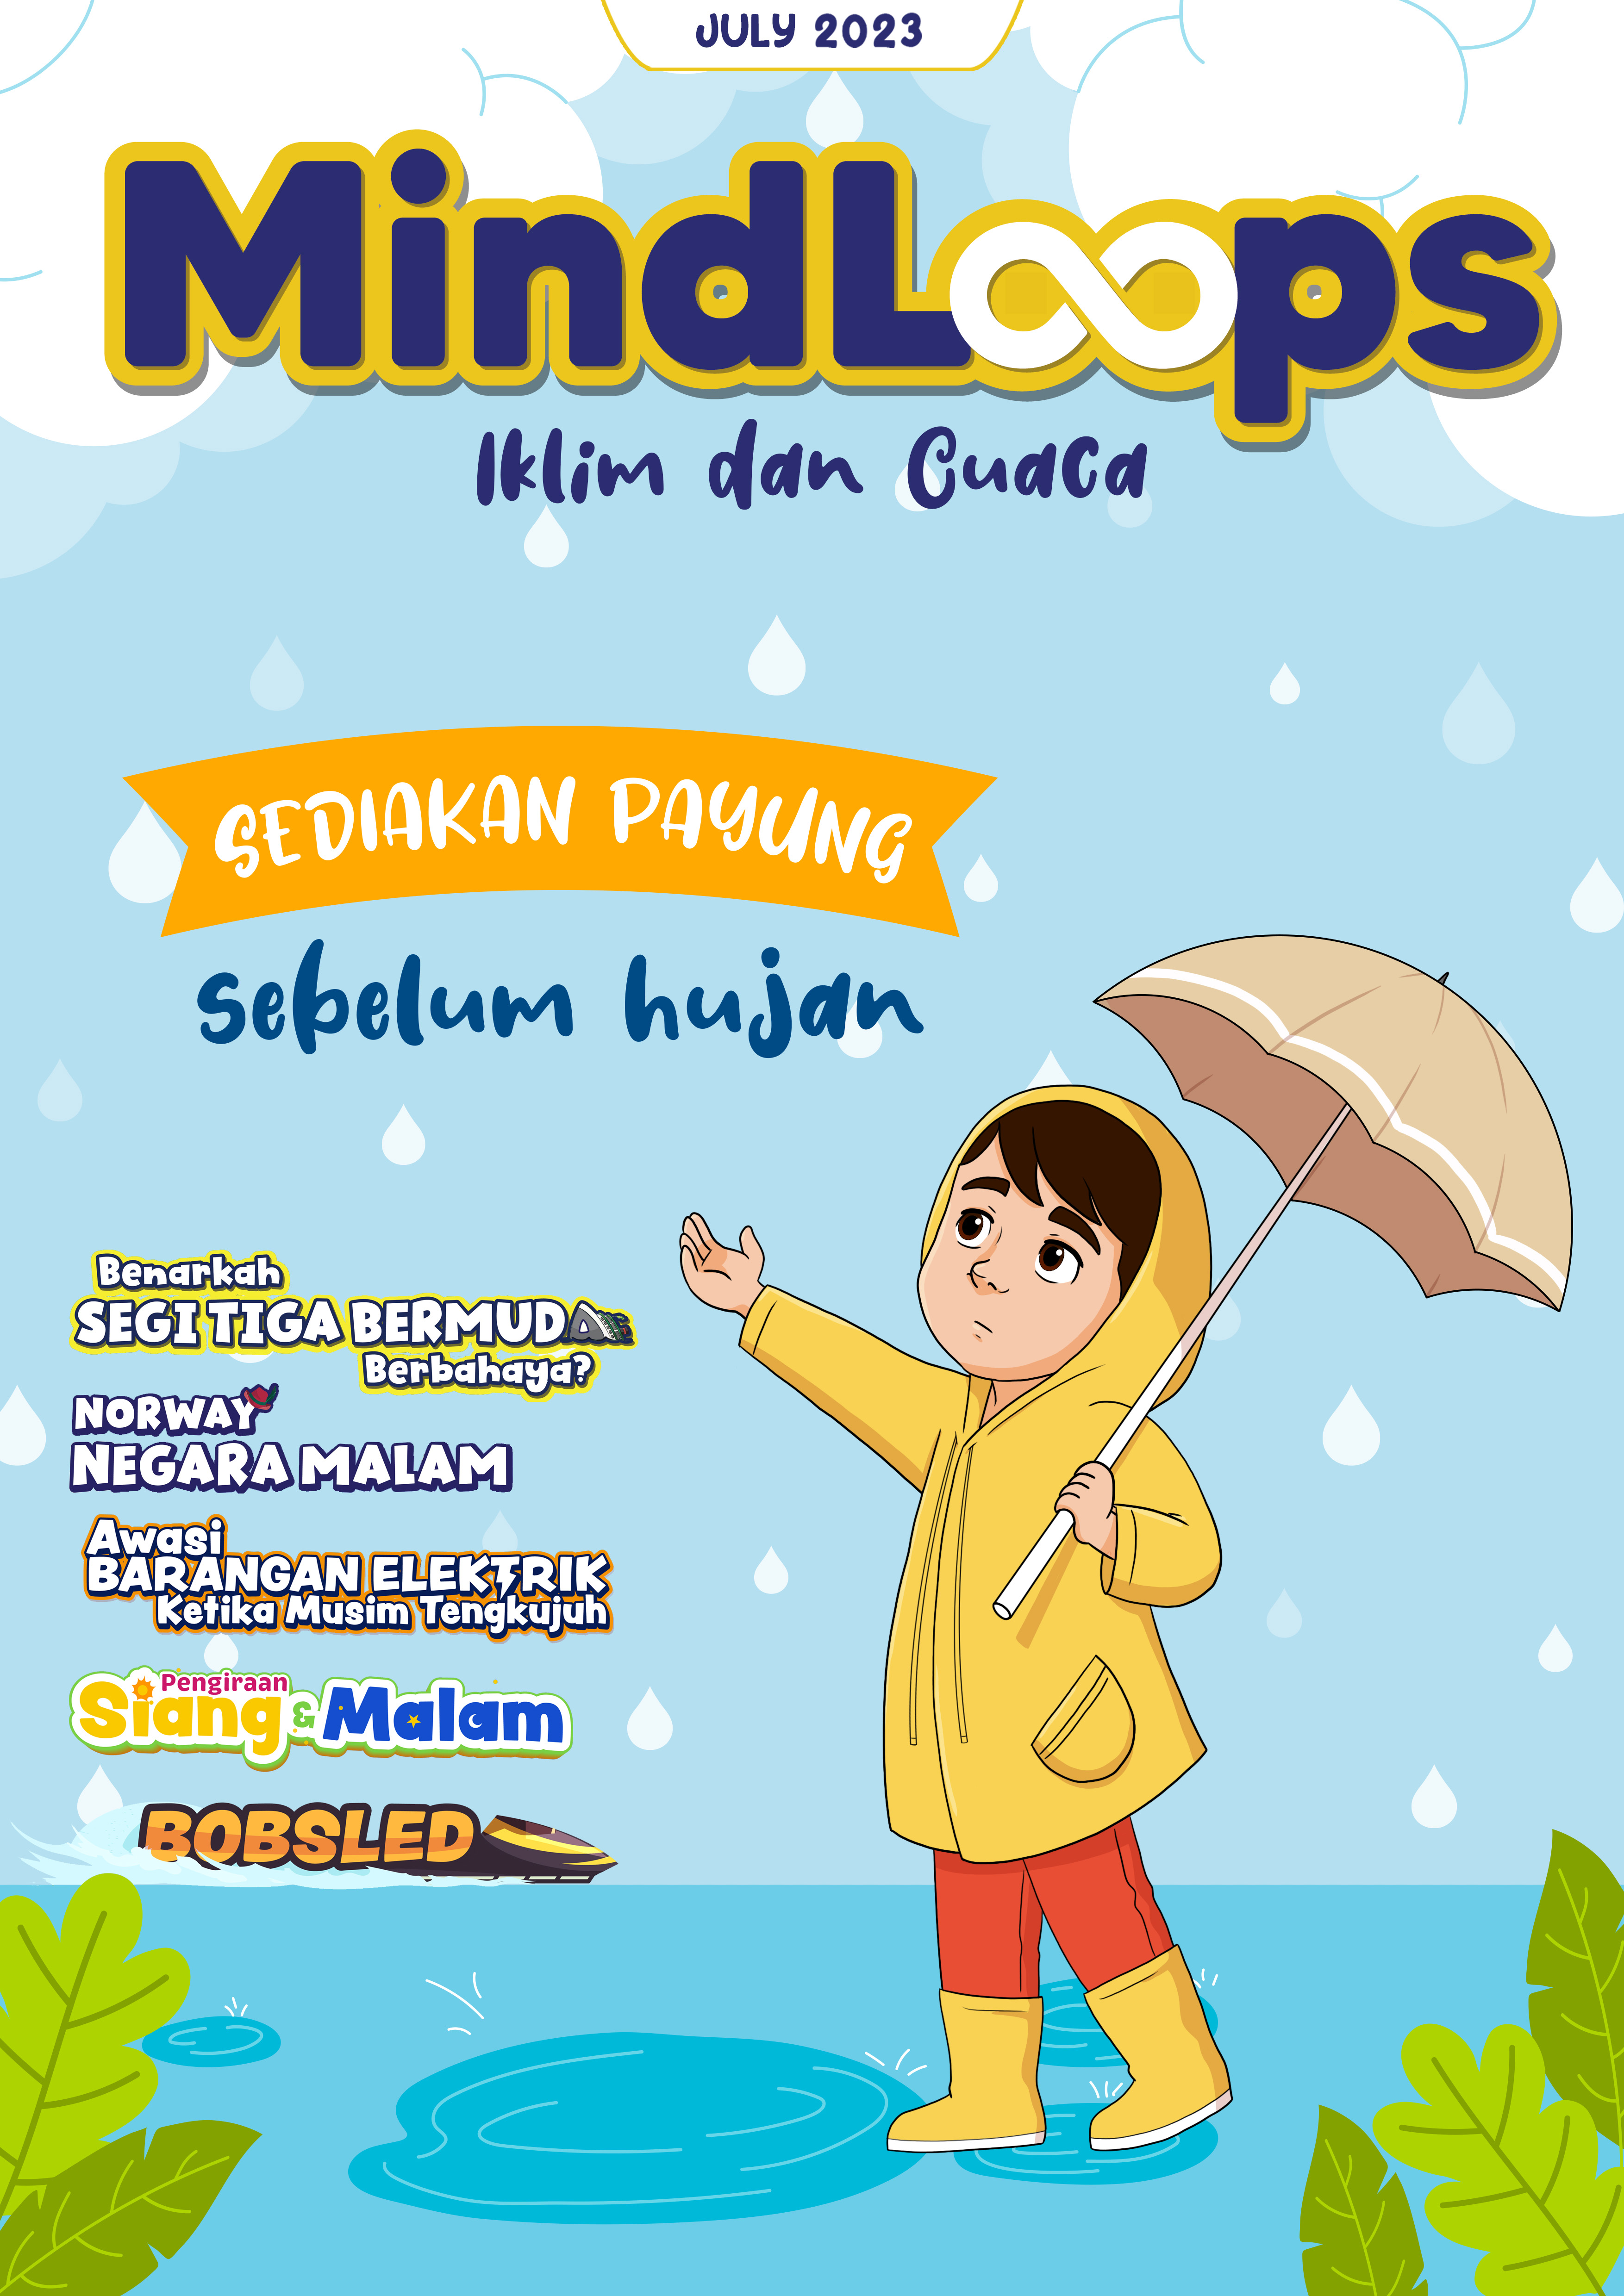 JULY 2023
MindLoops
Iklim dan Cuaca
SEDIAKAN PAYUNG
sebelum hujan
Benarkah
SEGI TIGA BERMUDA
Berbahaya?
NORWAY
NEGARA MALAM
Awasi
BARANGAN ELEKTRIK
Ketika Musim Tengkujuh
Pengiraan
Siang & Malam
BOBSLED